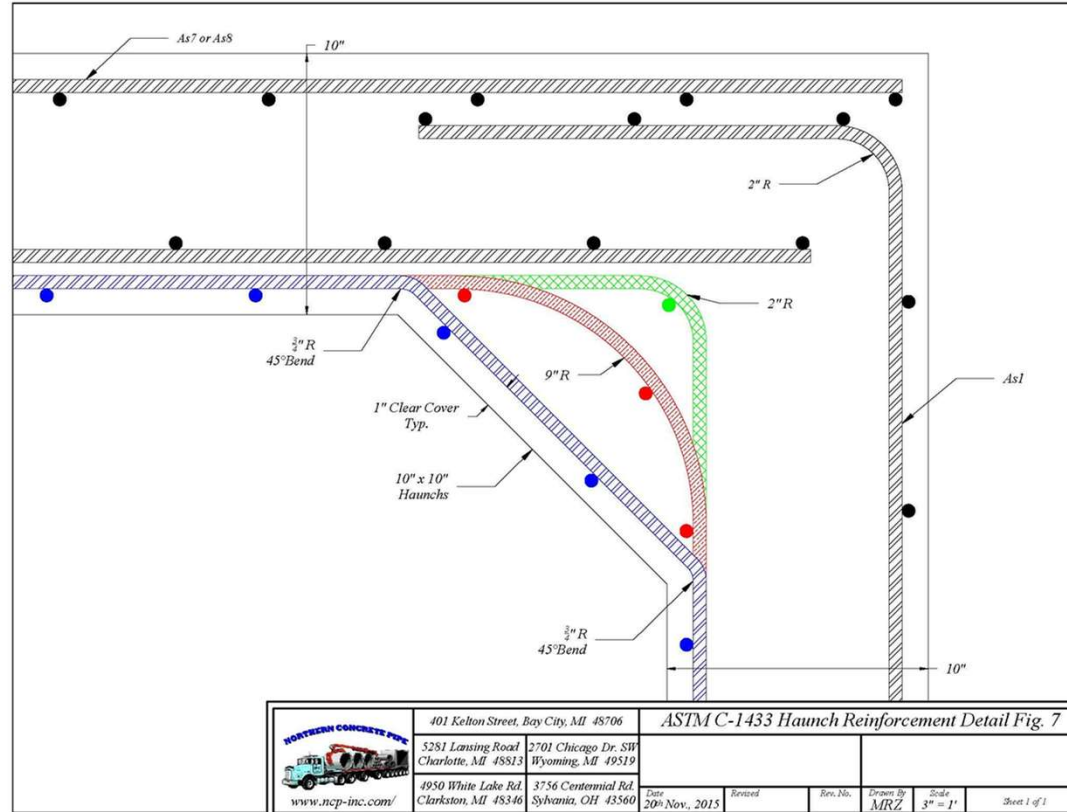 As7 or As8
10"
2" R
2" R
¾" R
45°Bend
9" R
As1
1" Clear Cover
Typ.
10" x 10"
Haunchs
¾" R
45°Bend
10"
NORTHERN CONCRETE PIPE
www.ncp-inc.com/
401 Kelton Street, Bay City, MI 48706
5281 Lansing Road
Charlotte, MI 48813
2701 Chicago Dr. SW
Wyoming, MI 49519
4950 White Lake Rd.
Clarkston, MI 48346
3756 Centennial Rd.
Sylvania, OH 43560
ASTM C-1433 Haunch Reinforcement Detail Fig. 7
Date
20th Nov., 2015
Revised
Rev. No.
Drawn By
MRZ
Scale
3" = 1'
Sheet 1 of 1